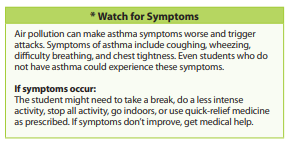 * Watch for Symptoms
Air pollution can make asthma symptoms worse and trigger
attacks. Symptoms of asthma include coughing, wheezing,
difficulty breathing, and chest tightness. Even students who do
not have asthma could experience these symptoms.
If symptoms occur:
The student might need to take a break, do a less intense
activity, stop all activity, go indoors, or use quick-relief medicine
as prescribed. If symptoms don't improve, get medical help.